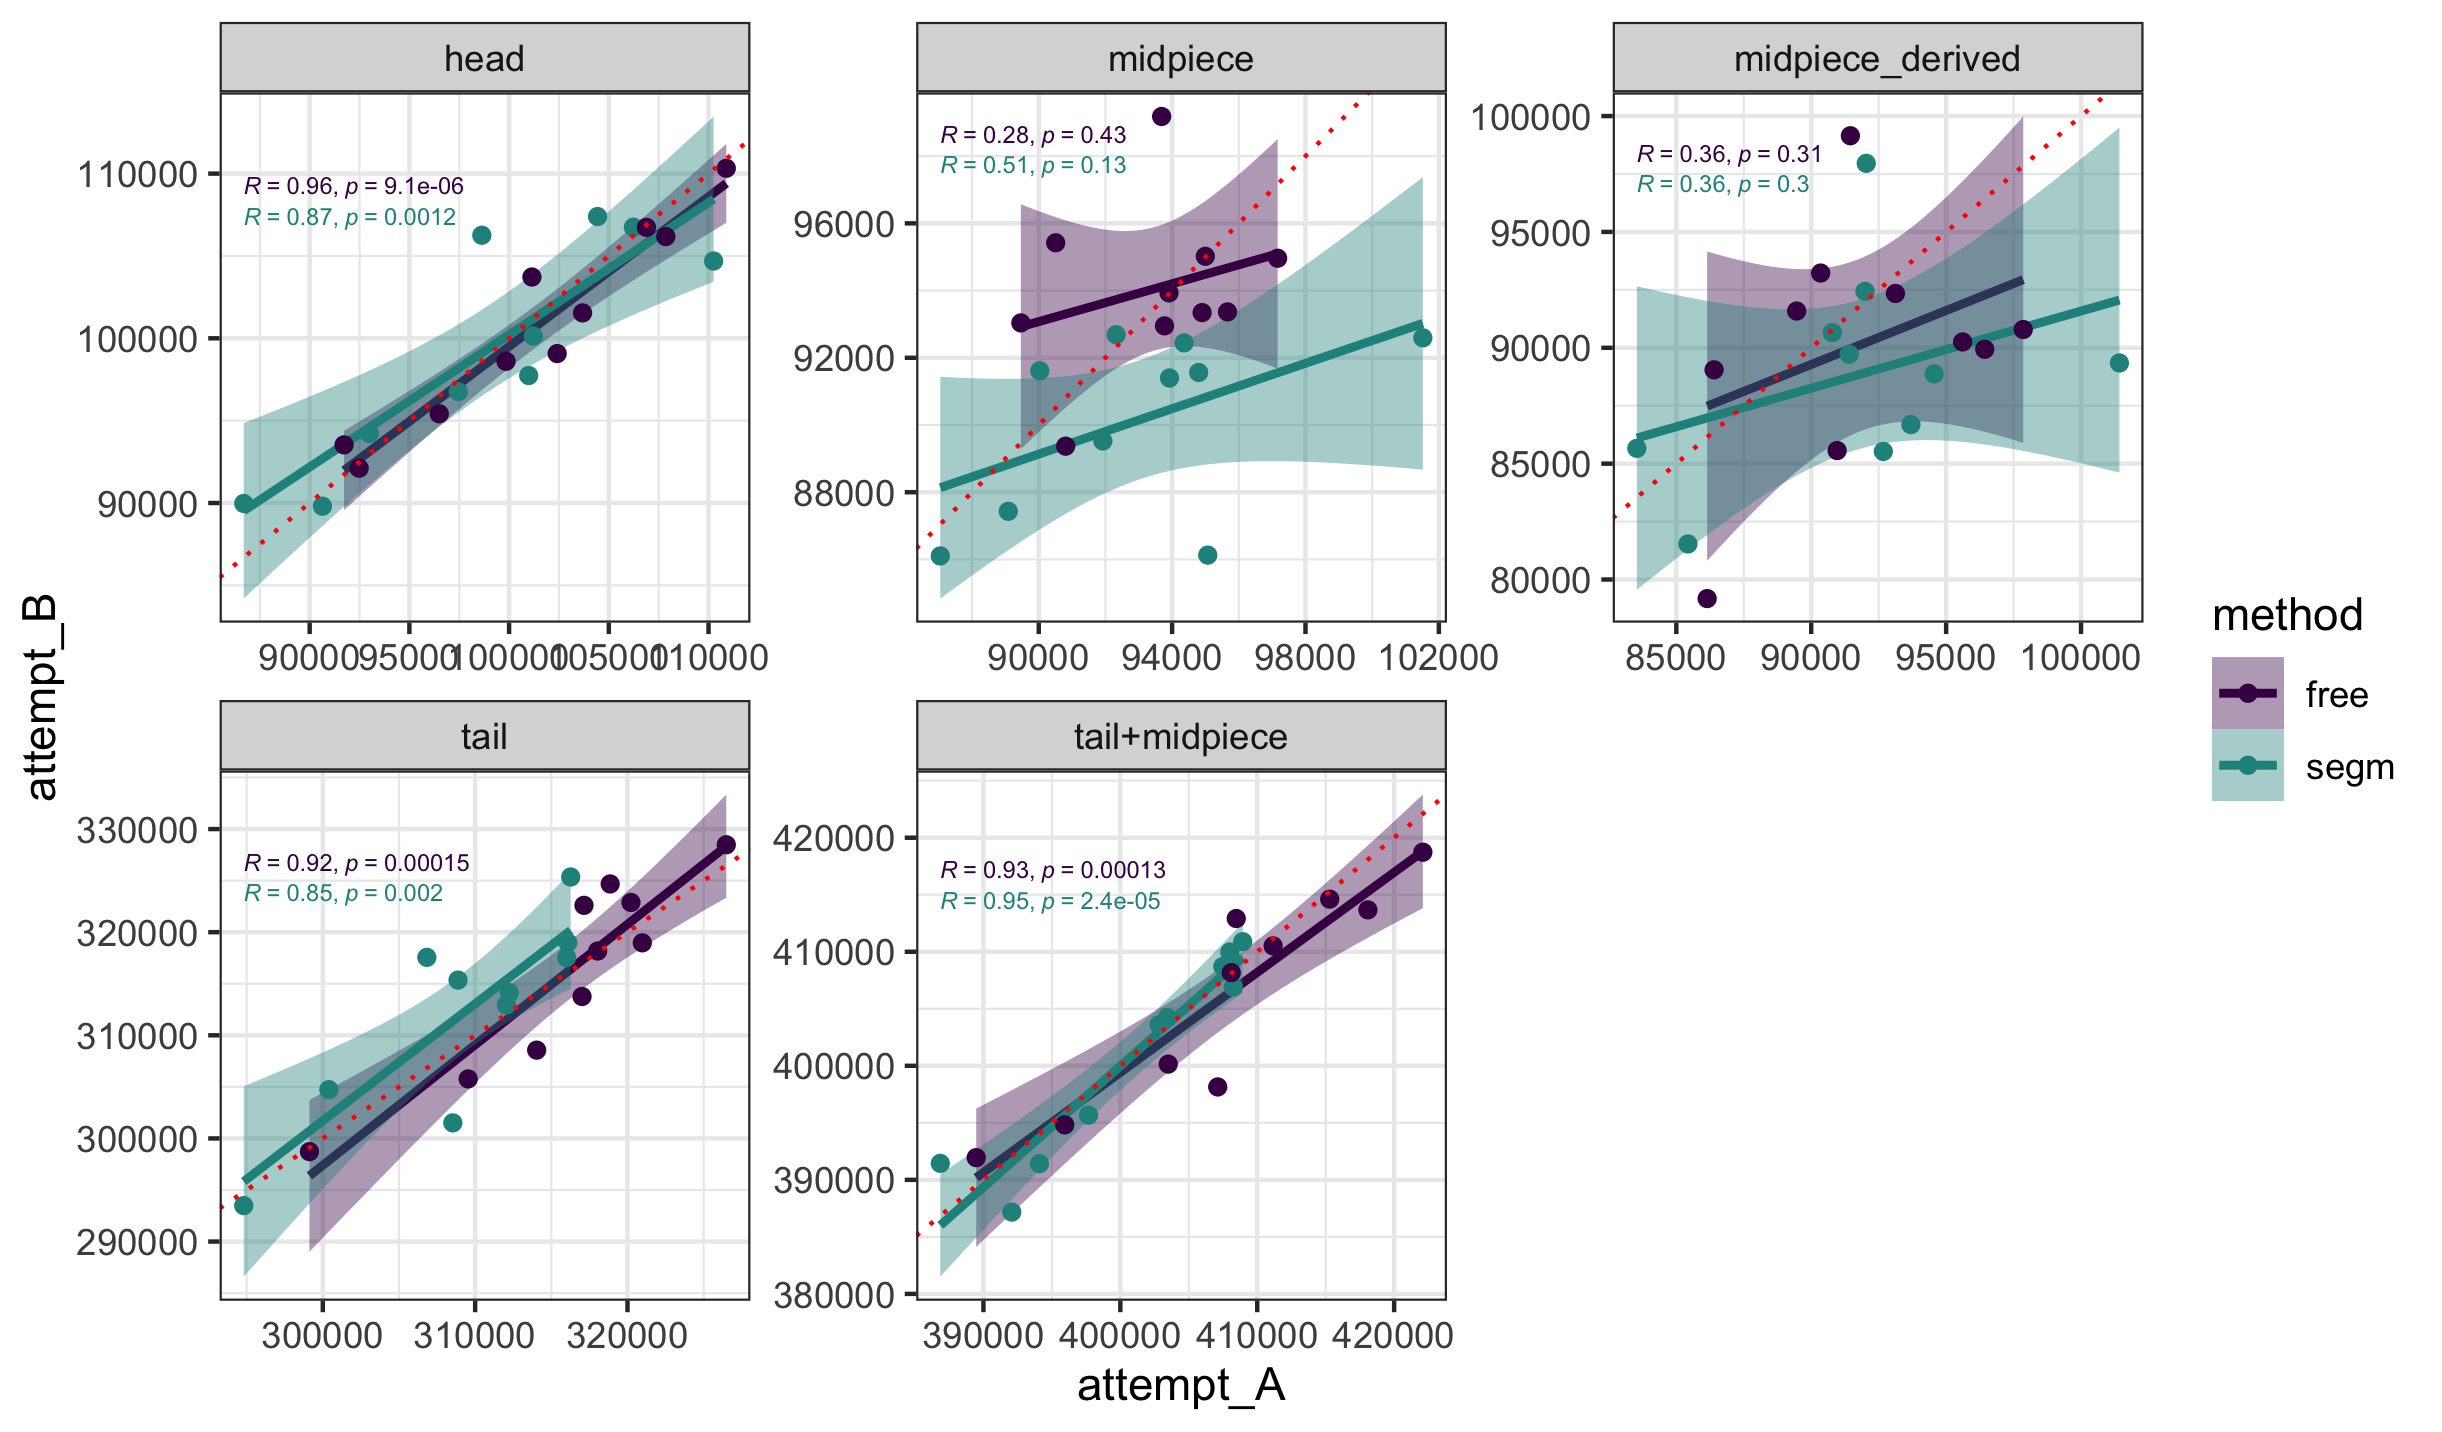 head
midpiece
midpiece_derived
R = 0.96, p = 9.1e-06
R = 0.87, p = 0.0012
110000
100000
90000
90000 95000 100000 105000 110000
R = 0.28, p = 0.43
R = 0.51, p = 0.13
96000
92000
88000
90000 94000 98000 102000
R = 0.36, p = 0.31
R = 0.36, p = 0.3
100000
95000
90000
85000
80000
85000 90000 95000 100000
attempt_B
tail
tail+midpiece
R = 0.92, p = 0.00015
R = 0.85, p = 0.002
330000
320000
310000
300000
290000
300000 310000 320000
R = 0.93, p = 0.00013
R = 0.95, p = 2.4e-05
420000
410000
400000
390000
380000
390000 400000 410000 420000
attempt_A
method
free
segm